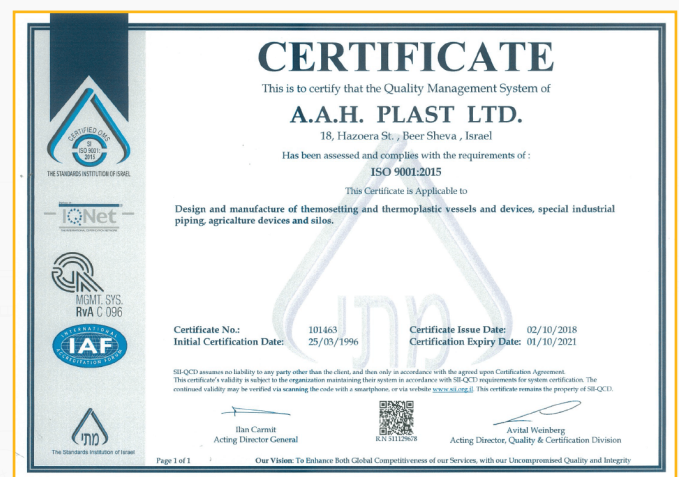 CERTIFICATE
This is to certify that the Quality Management System of
A.A.H. PLAST LTD.
18, Hazoera St. , Beer Sheva , Israel
Has been assessed and complies with the requirements of :
ISO 9001:2015
This Certificate is Applicable to
Design and manufacture of themosetting and thermoplastic vessels and devices, special industrial
piping, agricalture devices and silos.
Certificate No.: 101463 Certificate Issue Date: 02/10/2018
Initial Certification Date: 25/03/1996 Certification Expiry Date: 01/10/2021
SII-QCD assumes no liability to any party other than the client, and then only in accordance with the agreed upon Certification Agreement.
This certificate's validity is subject to the organization maintaining their system in accordance with SII-QCD requirements for system certification. The
continued validity may be verified via scanning the code with a smartphone, or via website www.sii.org.il. This certificate remains the property of SII-QCD.
Ilan Carmit
Acting Director General
R.N 511129678
Avital Weinberg
Acting Director, Quality & Certification Division
Page 1 of 1
Our Vision: To Enhance Both Global Competitiveness of our Services, with our Uncompromised Quality and Integrity
CERTIFIED QMS
SI
ISO 9001:
2015
THE STANDARDS INSTITUTION OF ISRAEL
IQNet
RvA
MGMT. SYS.
RvA C 096
INTERNATIONAL
IAF
ACCREDITATION FORUM
מתי
The Standards Institution of Israel
מתי